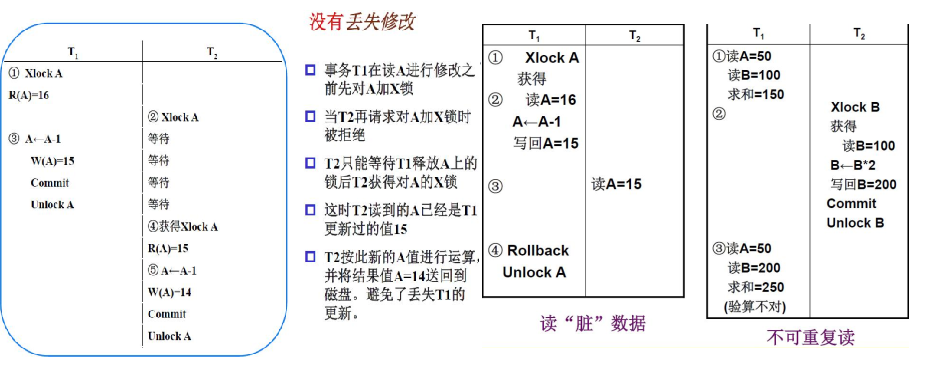 没有丢失修改
T1 T2
① Xlock A
R(A)=16
② Xlock A
③ A←A-1 等待
W(A)=15 等待
Commit 等待
Unlock A 等待
④获得Xlock A
R(A)=15
⑤ A←A-1
W(A)=14
Commit
Unlock A
事务T1在读A进行修改之
前先对A加X锁
当T2再请求对A加X锁时
被拒绝
T2只能等待T1释放A上的
锁后T2获得对A的X锁
这时T2读到的A已经是T1
更新过的值15
T2按此新的A值进行运算，
并将结果值A=14送回到
磁盘。避免了丢失T1的
更新。
T1 T2
① Xlock A
获得
② 读A=16
A←A-1
写回A=15
③ 读A=15
④ Rollback
Unlock A
读“脏”数据
T1 T2
①读A=50
读B=100
求和=150
② Xlock B
获得
读B=100
B←B*2
写回B=200
Commit
Unlock B
③读A=50
读B=200
求和=250
(验算不对)
不可重复读